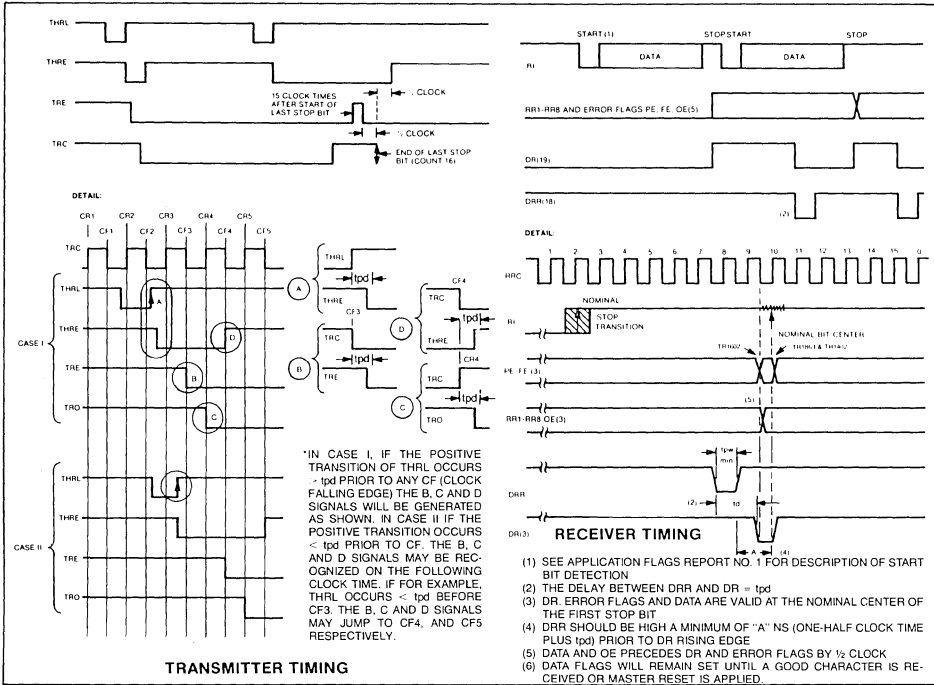 THRL
THRE
TRE
15 CLOCK TIMES
AFTER START OF
LAST STOP BIT
CLOCK
½ CLOCK
TRC
END OF LAST STOP
BIT (COUNT 16)
DETAIL:
CR1 CR2 CR3 CR4 CR5
CF1 CF2 CF3 CF4 CF5
TRC
CASE I
THRL
A
THRE
D
TRE
B
TRO
C
CASE II
THRL
THRE
TRE
TRO
A
THRL
tpd
THRE
B
CF3
TRC
tpd
TRE
D
CF4
TRC
tpd
THRE
C
CR4
TRC
tpd
TRO
*IN CASE I, IF THE POSITIVE
TRANSITION OF THRL OCCURS
> tpd PRIOR TO ANY CF (CLOCK
FALLING EDGE) THE B, C AND D
SIGNALS WILL BE GENERATED
AS SHOWN. IN CASE II IF THE
POSITIVE TRANSITION OCCURS
< tpd PRIOR TO CF. THE B, C
AND D SIGNALS MAY BE REC-
OGNIZED ON THE FOLLOWING
CLOCK TIME. IF FOR EXAMPLE,
THRL OCCURS < tpd BEFORE
CF3. THE B, C AND D SIGNALS
MAY JUMP TO CF4, AND CF5
RESPECTIVELY.
TRANSMITTER TIMING
START (1) STOP START STOP
RI DATA DATA
RR1-RR8 AND ERROR FLAGS PE, FE, OE(5)
DR(19)
DRR(18)
(2)
DETAIL:
1 2 3 4 5 6 7 8 9 10 11 12 13 14 15 0
RRC
NOMINAL
STOP
TRANSITION
RI
NOMINAL BIT CENTER
TR1602 TR1863 & TR1402
PE, FE (3)
(5)
RR1-RR8 OE(3)
tpw
min
DRR
(2) td
DR(3)
A (4)
RECEIVER TIMING
(1) SEE APPLICATION FLAGS REPORT NO. 1 FOR DESCRIPTION OF START
BIT DETECTION
(2) THE DELAY BETWEEN DRR AND DR = tpd
(3) DR. ERROR FLAGS AND DATA ARE VALID AT THE NOMINAL CENTER OF
THE FIRST STOP BIT
(4) DRR SHOULD BE HIGH A MINIMUM OF "A" NS (ONE-HALF CLOCK TIME
PLUS tpd) PRIOR TO DR RISING EDGE
(5) DATA AND OE PRECEDES DR AND ERROR FLAGS BY ½ CLOCK
(6) DATA FLAGS WILL REMAIN SET UNTIL A GOOD CHARACTER IS RE-
CEIVED OR MASTER RESET IS APPLIED.